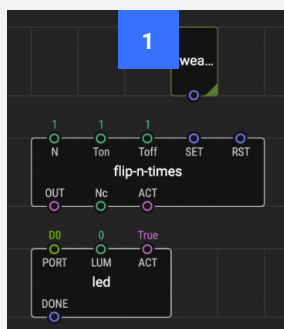 1
wea...
1 1 1
N Ton Toff SET RST
flip-n-times
OUT Nc ACT
D0 0 True
PORT LUM ACT
led
DONE